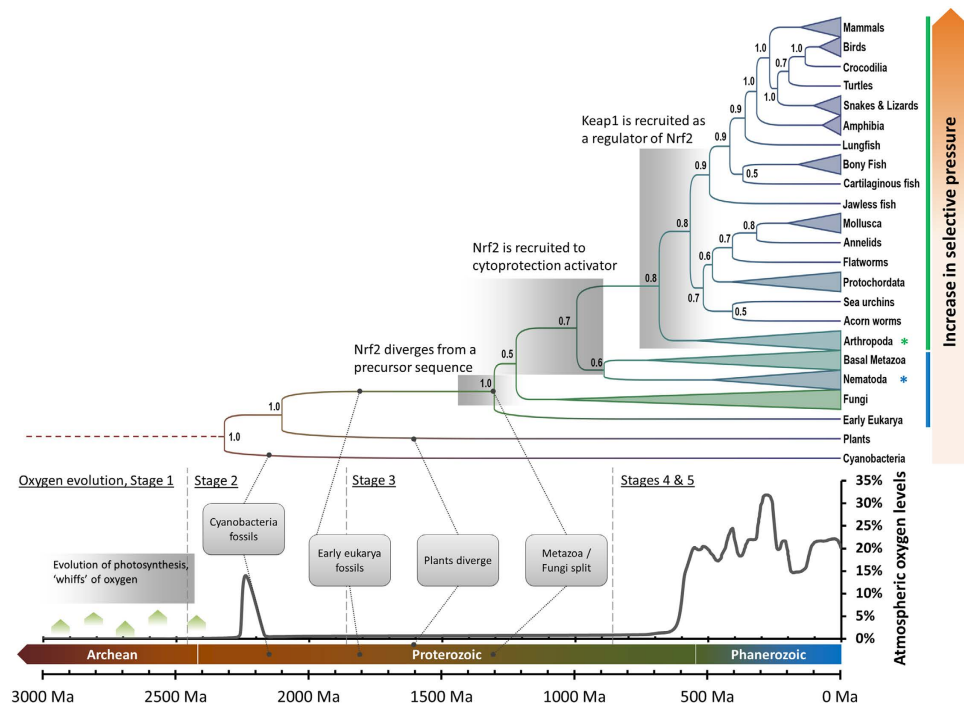 Mammals
1.0
1.0
Birds
0.7
Crocodilia
1.0
Turtles
1.0
Snakes & Lizards
0.9
Amphibia
Keap1 is recruited as
a regulator of Nrf2
0.9
Lungfish
0.9
Bony Fish
0.5
Cartilaginous fish
Jawless fish
0.8
0.8
Mollusca
0.7
Annelids
0.6
Flatworms
Nrf2 is recruited to
cytoprotection activator
0.8
Protochordata
0.7
Sea urchins
0.5
Acorn worms
0.7
Arthropoda *
Nrf2 diverges from a
precursor sequence
0.5
0.6
Basal Metazoa
1.0
Nematoda *
Fungi
1.0
Early Eukarya
1.0
Plants
Cyanobacteria
Increase in selective pressure
Oxygen evolution, Stage 1
Stage 2
Stage 3
Stages 4 & 5
Cyanobacteria
fossils
Early eukarya
fossils
Plants diverge
Metazoa /
Fungi split
Evolution of photosynthesis,
'whiffs' of oxygen
35%
30%
25%
20%
15%
10%
5%
0%
Atmospheric oxygen levels
Archean
Proterozoic
Phanerozoic
3000 Ma
2500 Ma
2000 Ma
1500 Ma
1000 Ma
500 Ma
0 Ma